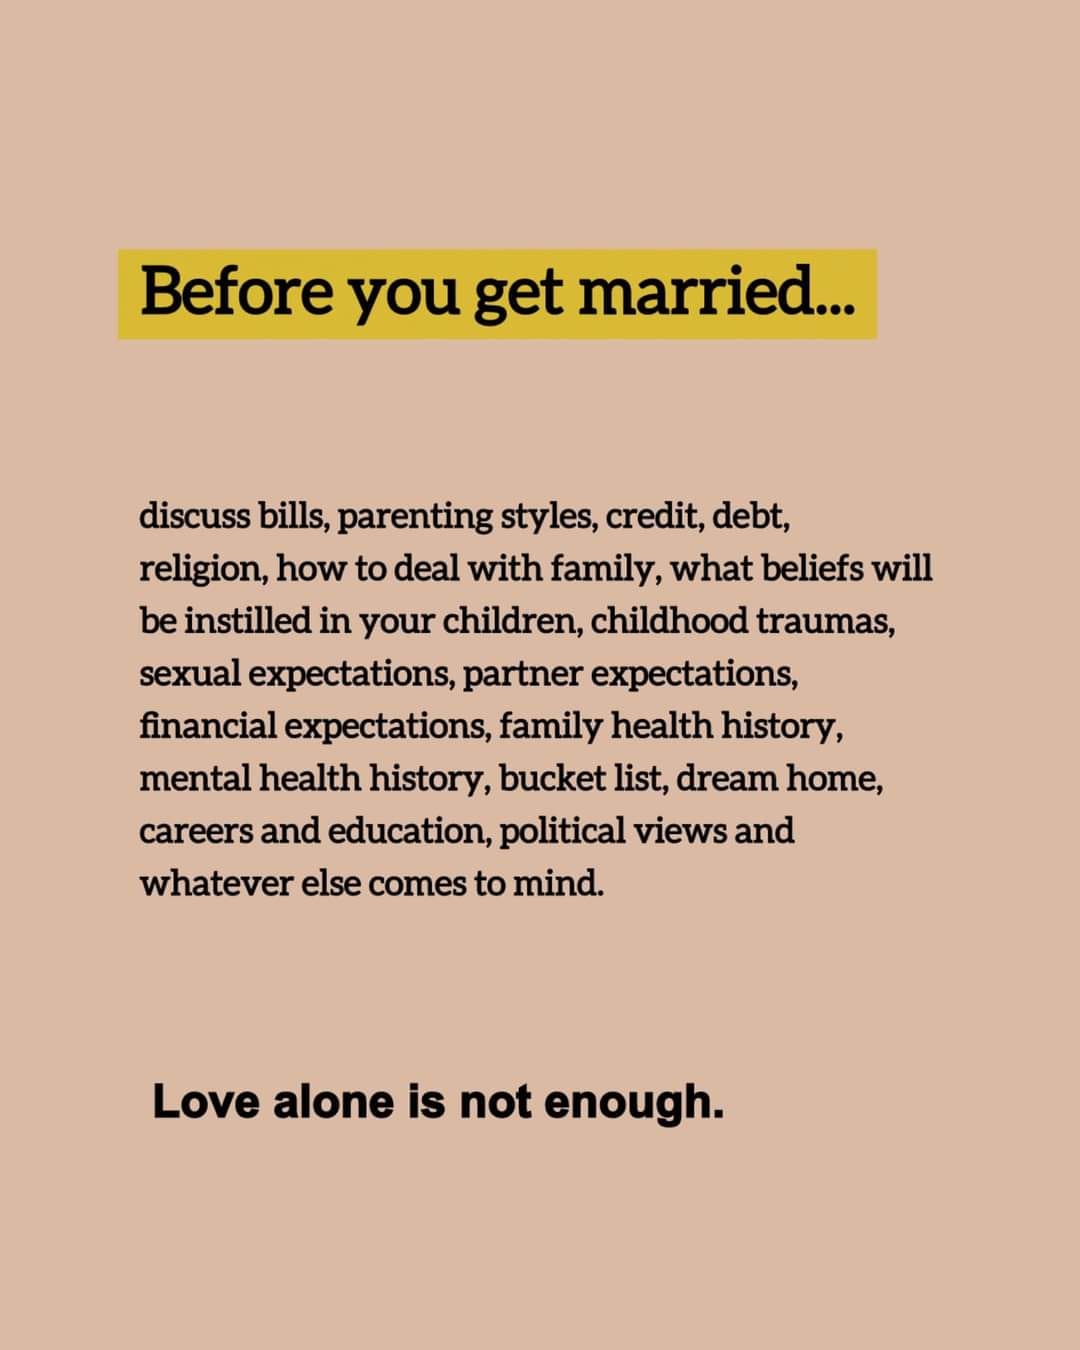 Before you get married...
discuss bills, parenting styles, credit, debt,
religion, how to deal with family, what beliefs will
be instilled in your children, childhood traumas,
sexual expectations, partner expectations,
financial expectations, family health history,
mental health history, bucket list, dream home,
careers and education, political views and
whatever else comes to mind.
Love alone is not enough.